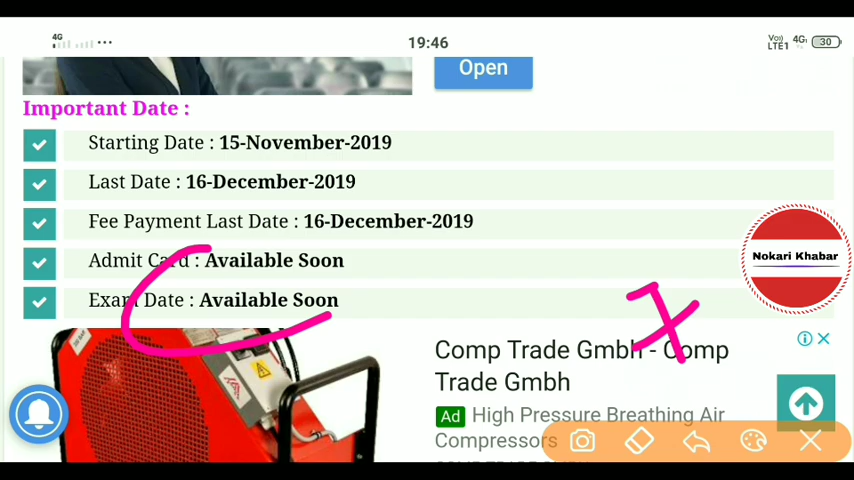 4G
19:46
Vo))
LTE1
4G
30
Open
Important Date :
Starting Date : 15-November-2019
Last Date : 16-December-2019
Fee Payment Last Date : 16-December-2019
Admit Card : Available Soon
Exam Date : Available Soon
Nokari Khabar
Comp Trade Gmbh - Comp
Trade Gmbh
Ad High Pressure Breathing Air
Compressors